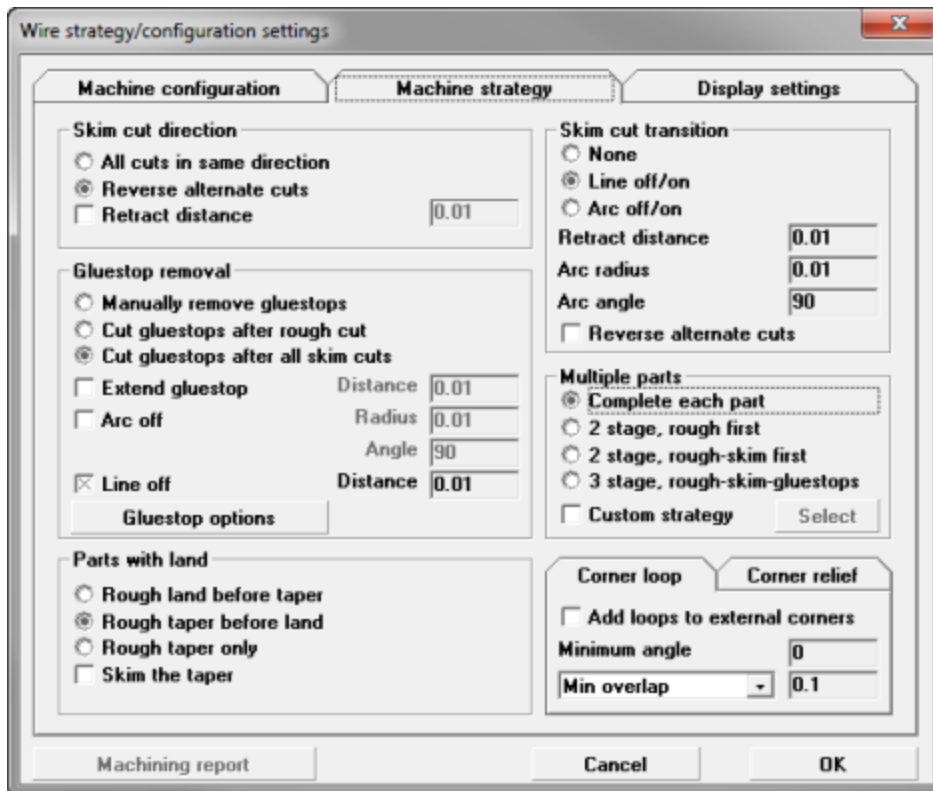 Wire strategy/configuration settings
Machine configuration
Machine strategy
Display settings
Skim cut direction
All cuts in same direction
Reverse alternate cuts
Retract distance 0.01
Gluestop removal
Manually remove gluestops
Cut gluestops after rough cut
Cut gluestops after all skim cuts
Extend gluestop Distance 0.01
Arc off Radius 0.01
Angle 90
Line off Distance 0.01
Gluestop options
Parts with land
Rough land before taper
Rough taper before land
Rough taper only
Skim the taper
Skim cut transition
None
Line off/on
Arc off/on
Retract distance 0.01
Arc radius 0.01
Arc angle 90
Reverse alternate cuts
Multiple parts
Complete each part
2 stage, rough first
2 stage, rough-skim first
3 stage, rough-skim-gluestops
Custom strategy Select
Corner loop Corner relief
Add loops to external corners
Minimum angle 0
Min overlap 0.1
Machining report Cancel OK